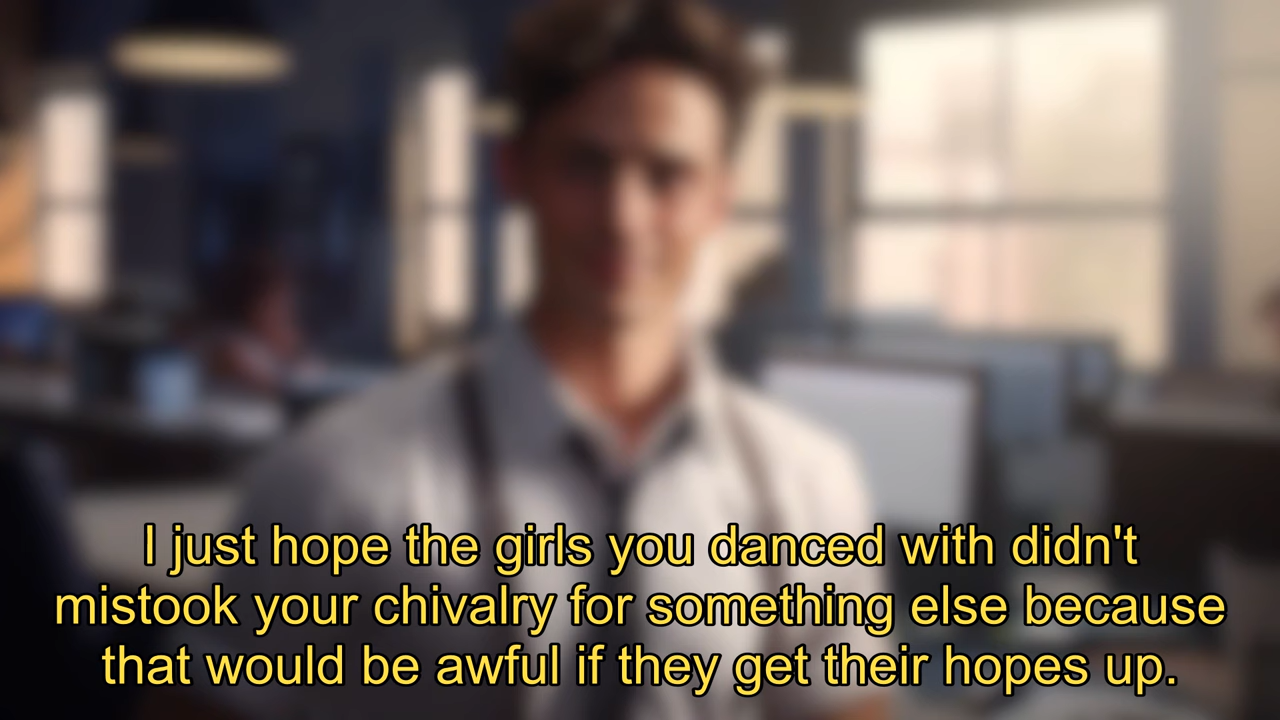 I just hope the girls you danced with didn't
mistook your chivalry for something else because
that would be awful if they get their hopes up.